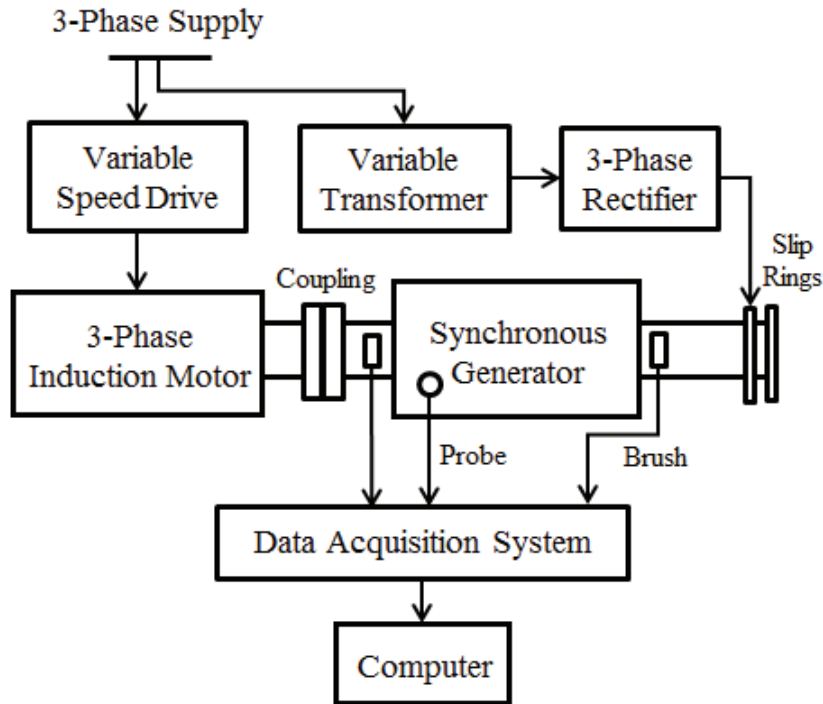 3-Phase Supply
Variable
Speed Drive
Variable
Transformer
3-Phase
Rectifier
Slip
Rings
Coupling
3-Phase
Induction Motor
Synchronous
Generator
Probe
Brush
Data Acquisition System
Computer